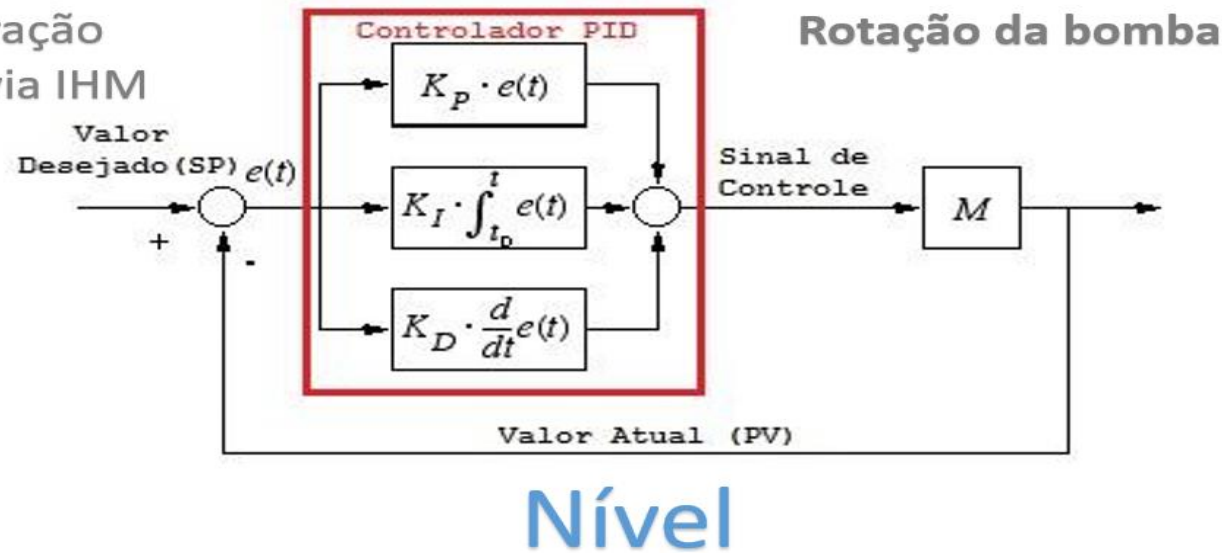 ração
via IHM
Controlador PID
Rotação da bomba
Valor
Desejado(SP)
e(t)
+
-
K_P · e(t)
K_I · ∫_{t_0}^{t} e(t)
K_D · d/dt e(t)
Sinal de
Controle
M
Valor Atual (PV)
Nível